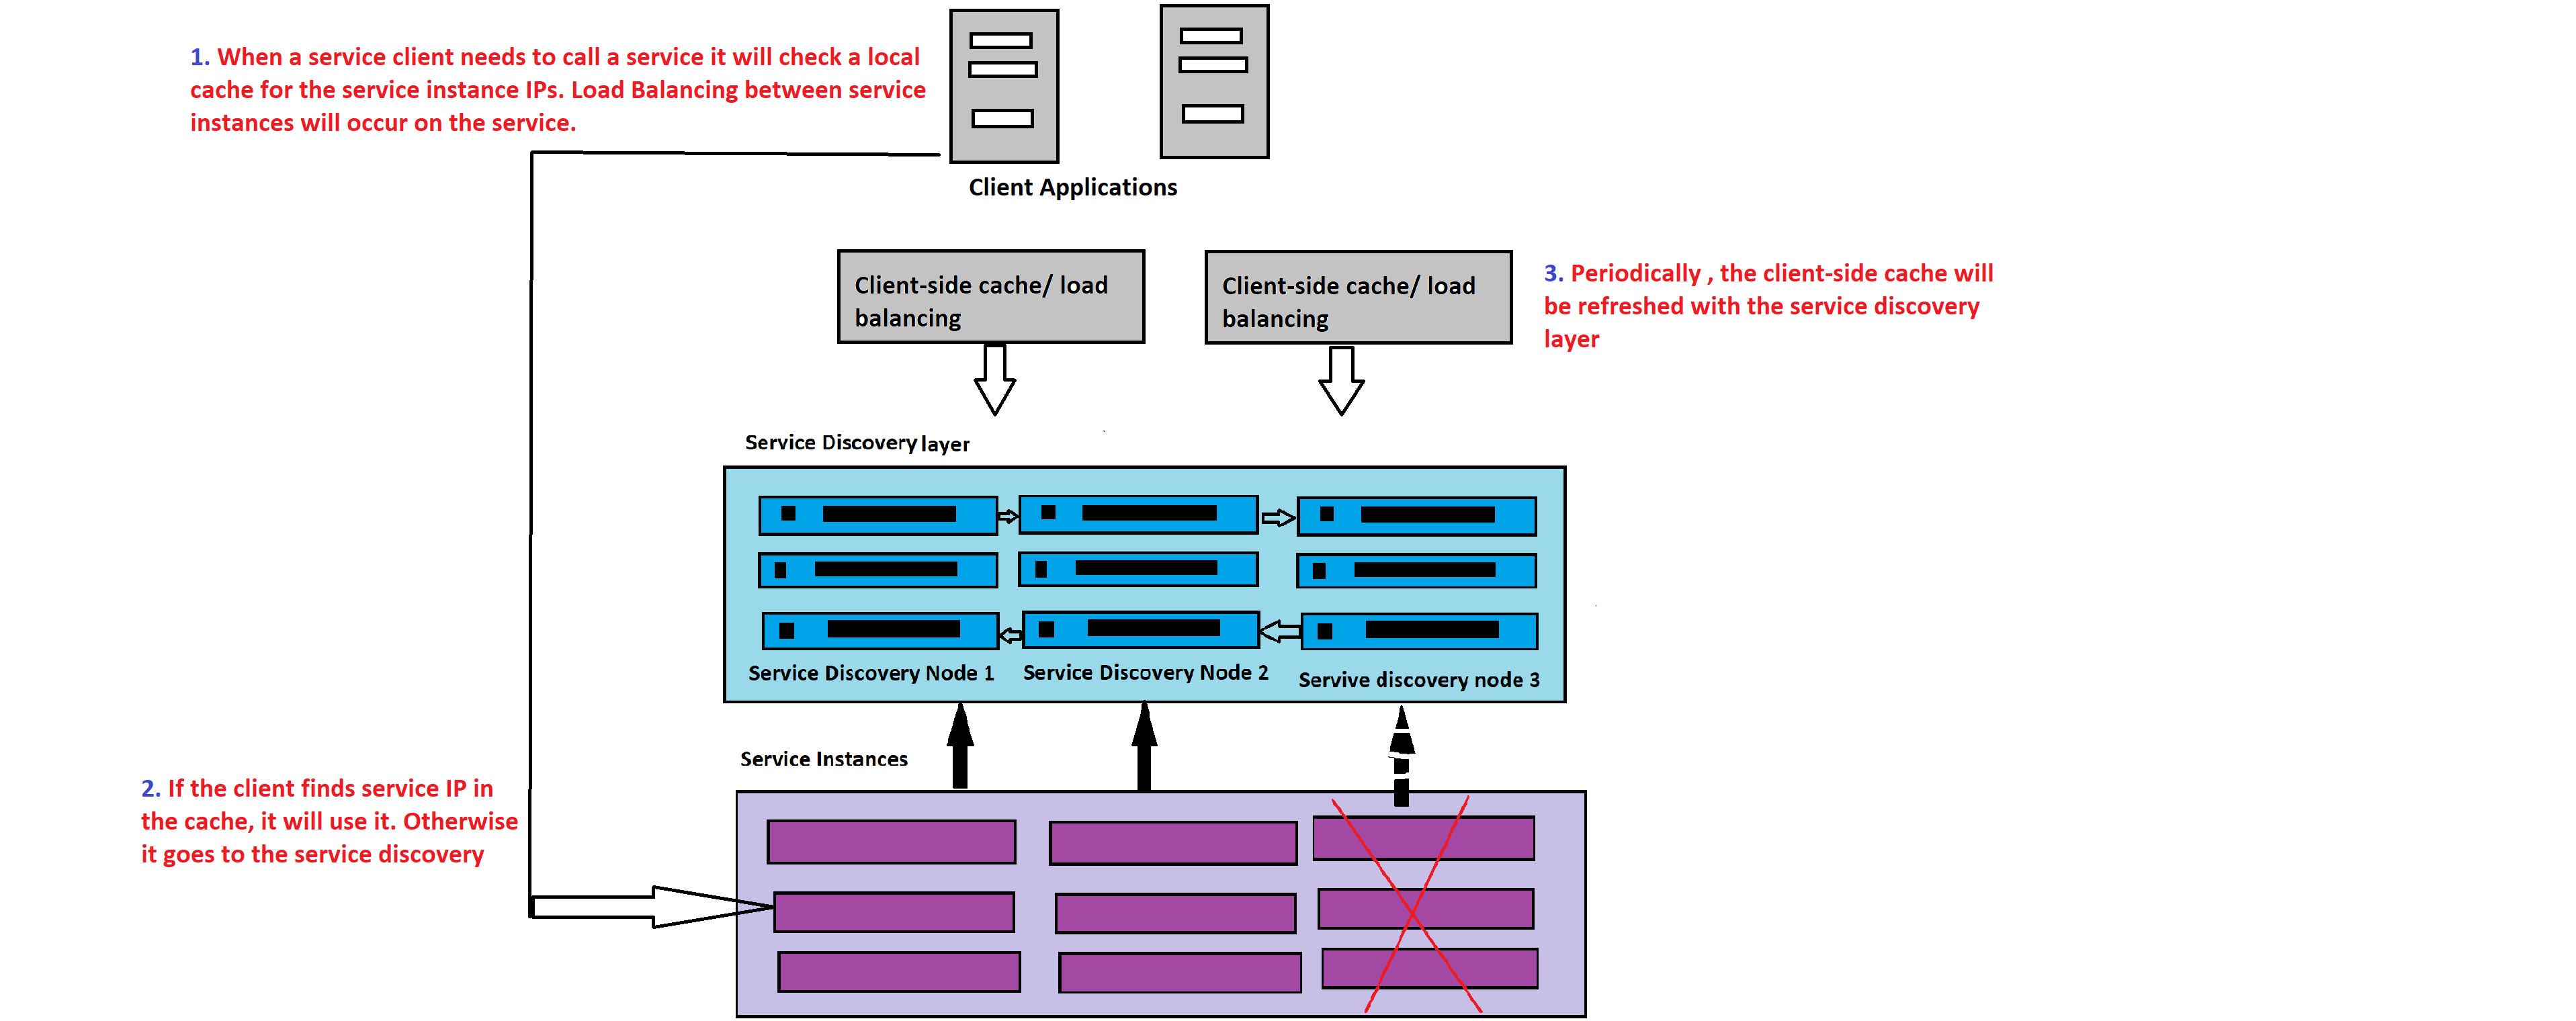 1. When a service client needs to call a service it will check a local
cache for the service instance IPs. Load Balancing between service
instances will occur on the service.
Client Applications
Client-side cache/ load
balancing
Client-side cache/ load
balancing
3. Periodically , the client-side cache will
be refreshed with the service discovery
layer
Service Discovery layer
Service Discovery Node 1
Service Discovery Node 2
Servive discovery node 3
Service Instances
2. If the client finds service IP in
the cache, it will use it. Otherwise
it goes to the service discovery